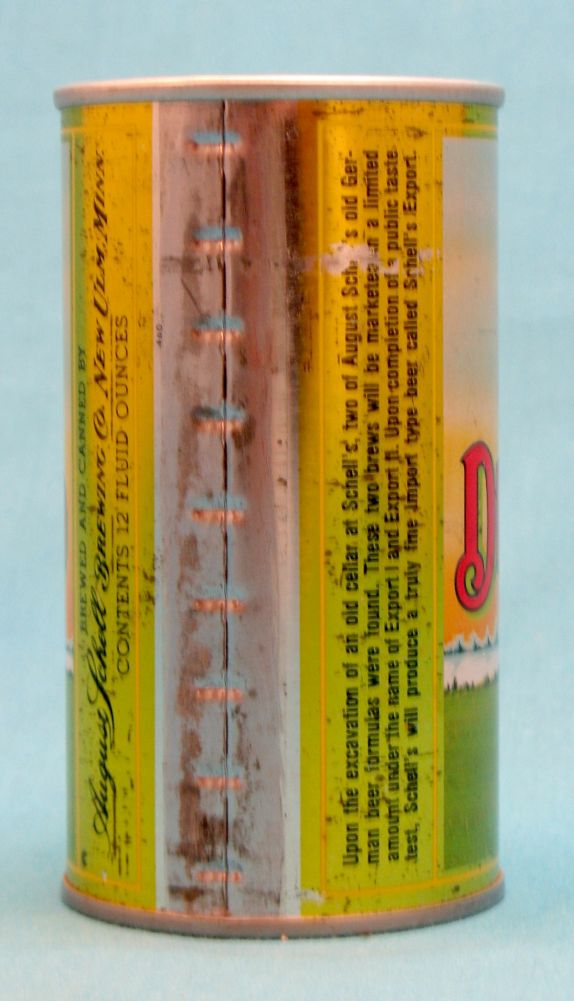 BREWED AND CANNED BY
August Schell Brewing Co. New Ulm, Minn.
CONTENTS 12 FLUID OUNCES
460
Upon the excavation of an old cellar at Schell's, two of August Schell's old Ger-
man beer formulas were found. These two brews will be marketed in a limited
amount under the name of Export I and Export II. Upon completion of a public taste
test, Schell's will produce a truly fine Import type beer called Schell's Export.
D